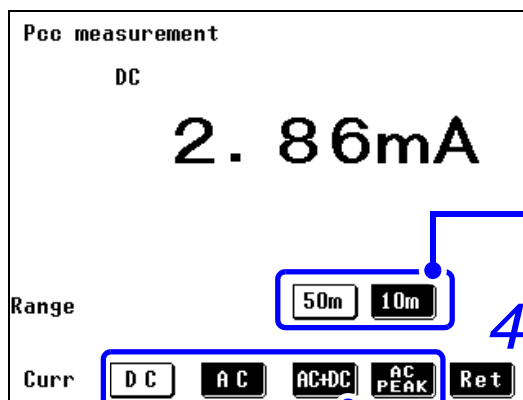 Pcc measurement
DC
2. 86mA
Range 50m 10m
4
Curr DC AC AC+DC AC PEAK Ret